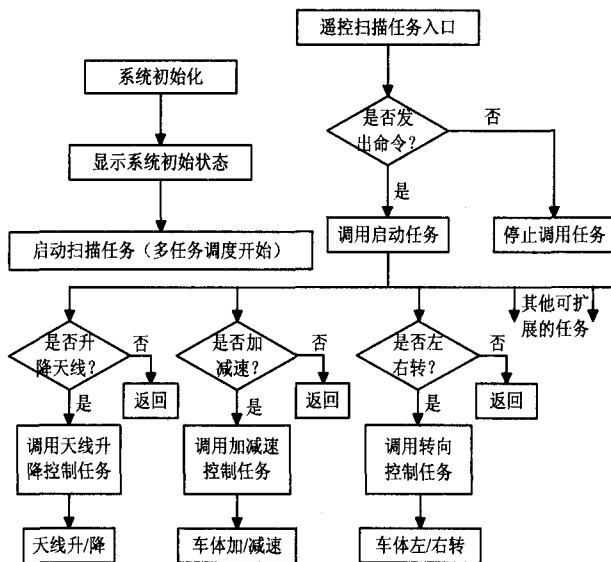 遥控扫描任务入口
系统初始化
是否发
出命令?
否
显示系统初始状态
是
启动扫描任务(多任务调度开始)
调用启动任务
停止调用任务
其他可扩
展的任务
是否升
降天线?
否
是否加
减速?
否
是否左
右转?
否
是
返回
是
返回
是
返回
调用天线升
降控制任务
调用加减速
控制任务
调用转向
控制任务
天线升/降
车体加/减速
车体左/右转